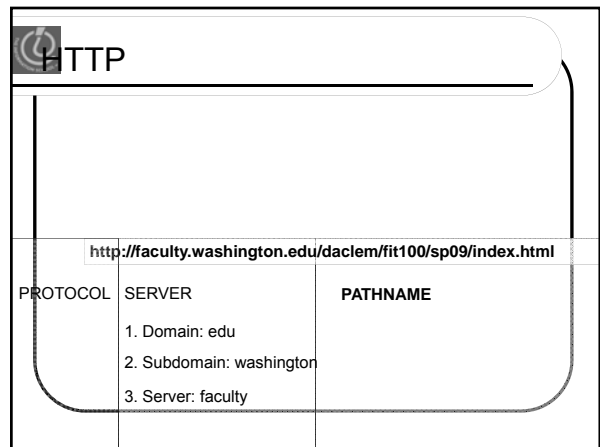 HTTP
http://faculty.washington.edu/daclem/fit100/sp09/index.html
PROTOCOL SERVER PATHNAME
1. Domain: edu
2. Subdomain: washington
3. Server: faculty